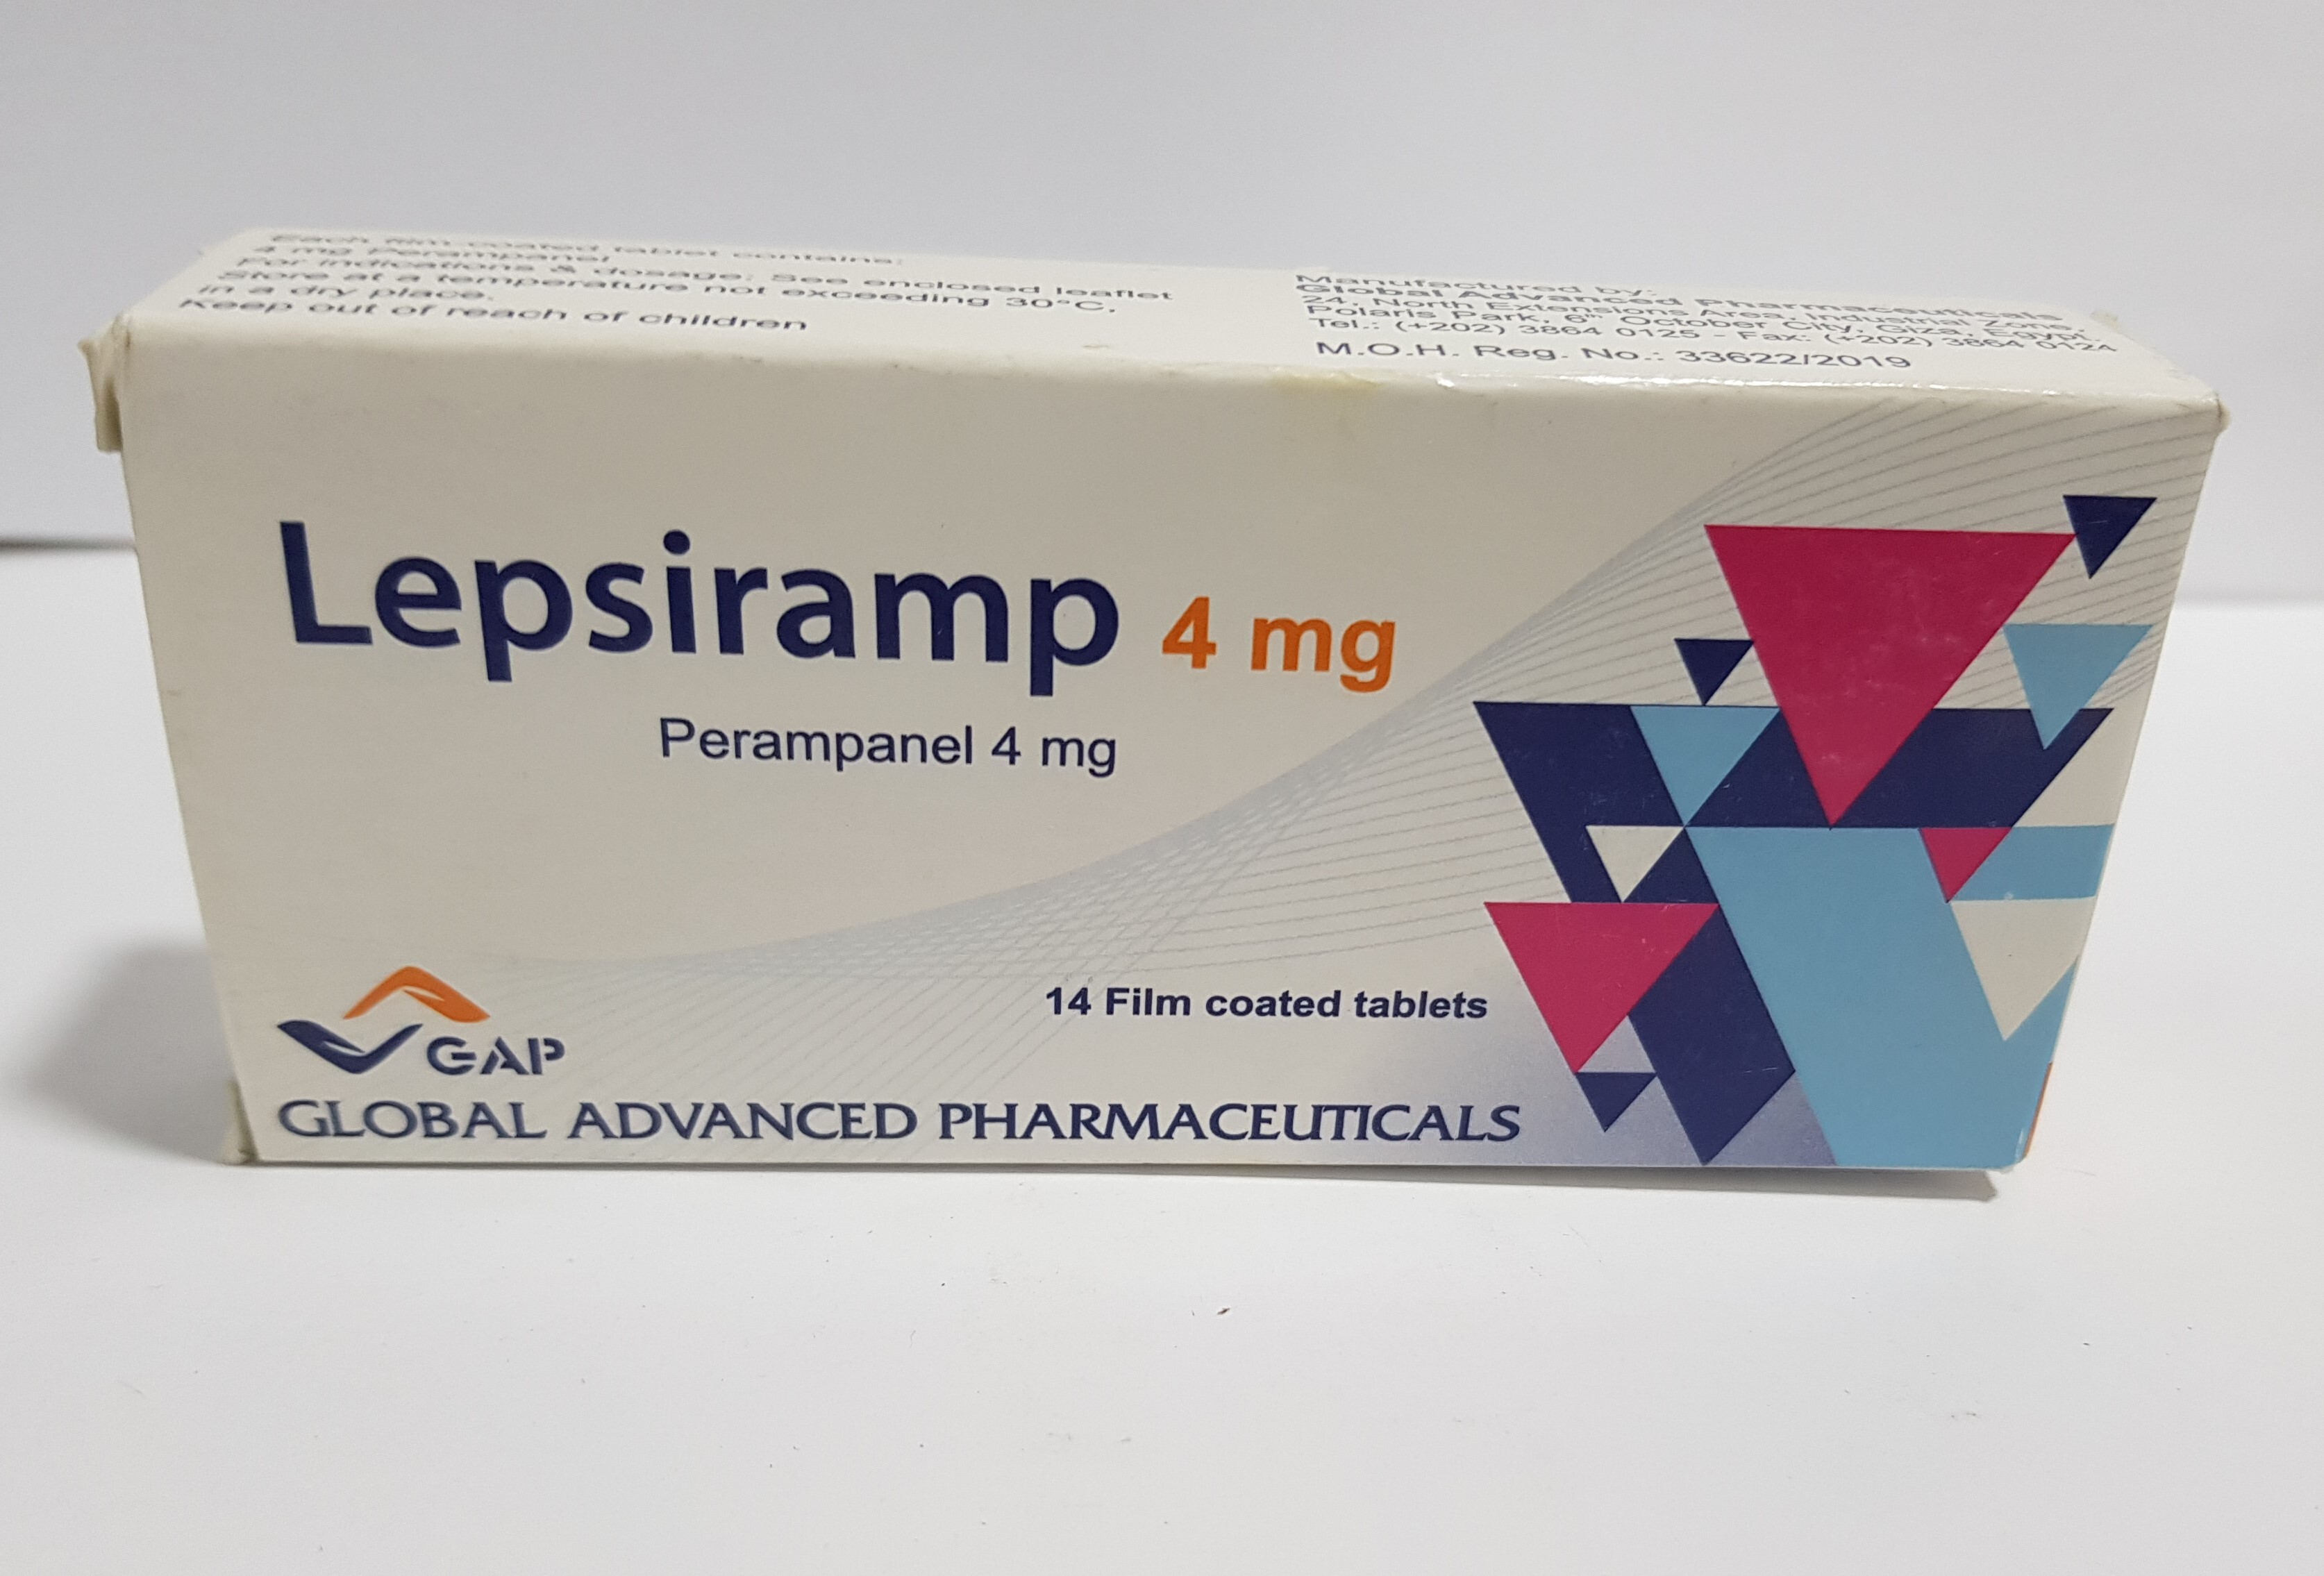 Each film-coated tablet contains:
4 mg Perampanel
For indications & dosage: See enclosed leaflet
Store at a temperature not exceeding 30°C,
in a dry place.
Keep out of reach of children
Manufactured by:
Global Advanced Pharmaceuticals
24, North Extensions Area, Industrial Zone,
Polaris Park, 6th October City, Giza, Egypt.
Tel.: (+202) 3864 0125 - Fax: (+202) 3864 0124
M.O.H. Reg. No.: 33622/2019
Lepsiramp 4 mg
Perampanel 4 mg
14 Film coated tablets
GAP
GLOBAL ADVANCED PHARMACEUTICALS